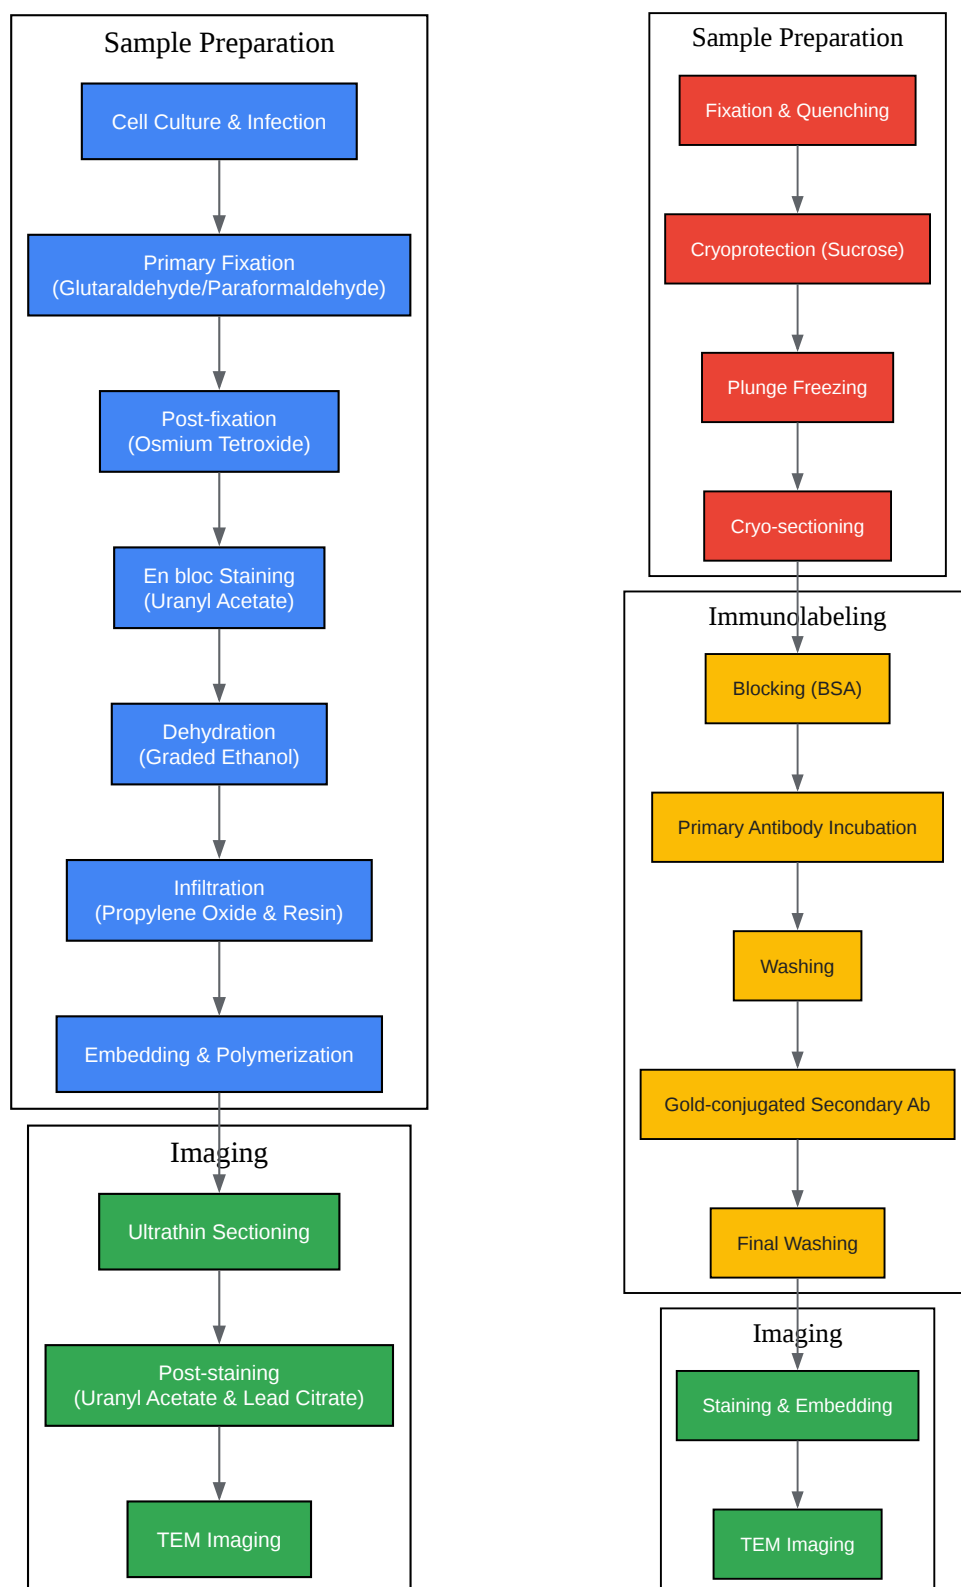 Sample Preparation
Cell Culture & Infection
Primary Fixation
(Glutaraldehyde/Paraformaldehyde)
Post-fixation
(Osmium Tetroxide)
En bloc Staining
(Uranyl Acetate)
Dehydration
(Graded Ethanol)
Infiltration
(Propylene Oxide & Resin)
Embedding & Polymerization
Imaging
Ultrathin Sectioning
Post-staining
(Uranyl Acetate & Lead Citrate)
TEM Imaging
Sample Preparation
Fixation & Quenching
Cryoprotection (Sucrose)
Plunge Freezing
Cryo-sectioning
Immunolabeling
Blocking (BSA)
Primary Antibody Incubation
Washing
Gold-conjugated Secondary Ab
Final Washing
Imaging
Staining & Embedding
TEM Imaging